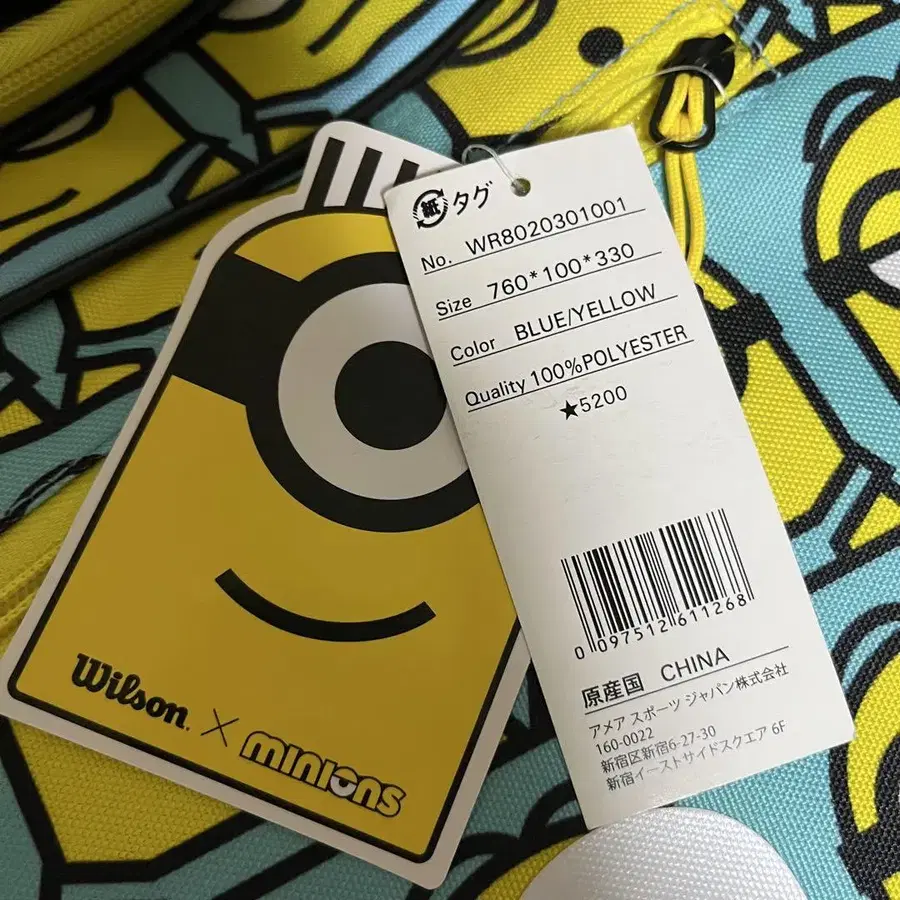 Wilson.
×
minions
紙 タグ
No. WR8020301001
Size 760*100*330
Color BLUE/YELLOW
Quality 100%POLYESTER
★5200
0 097512 611268
原産国 CHINA
アメア スポーツ ジャパン株式会社
160-0022
新宿区新宿6-27-30
新宿イーストサイドスクエア 6F